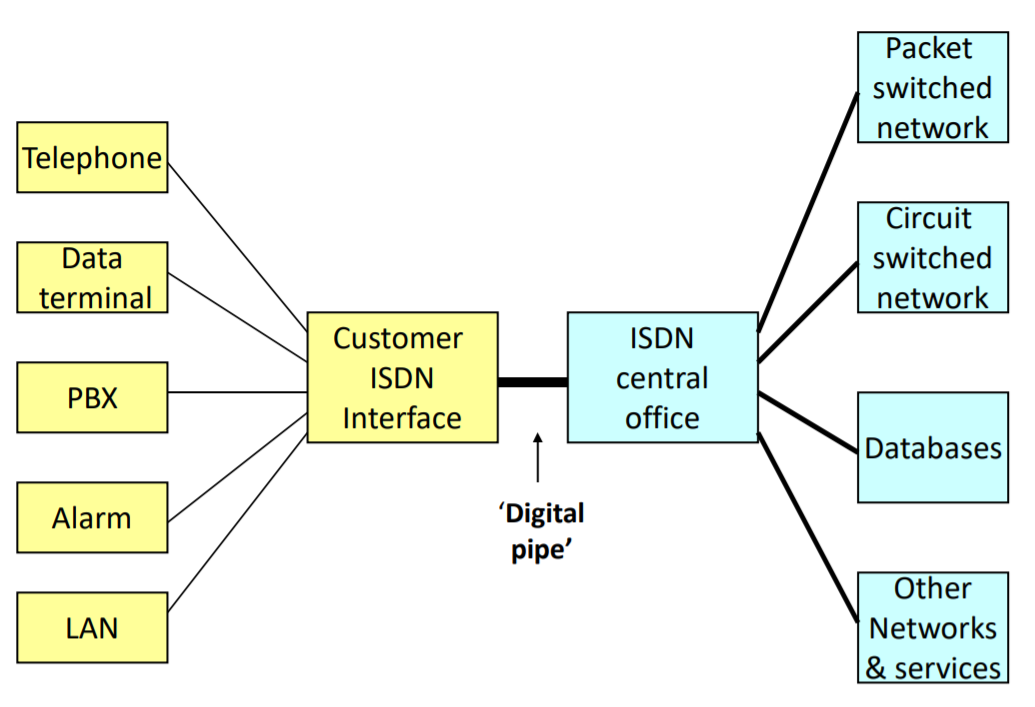 Telephone
Data
terminal
PBX
Alarm
LAN
Customer
ISDN
Interface
‘Digital
pipe’
ISDN
central
office
Packet
switched
network
Circuit
switched
network
Databases
Other
Networks
& services